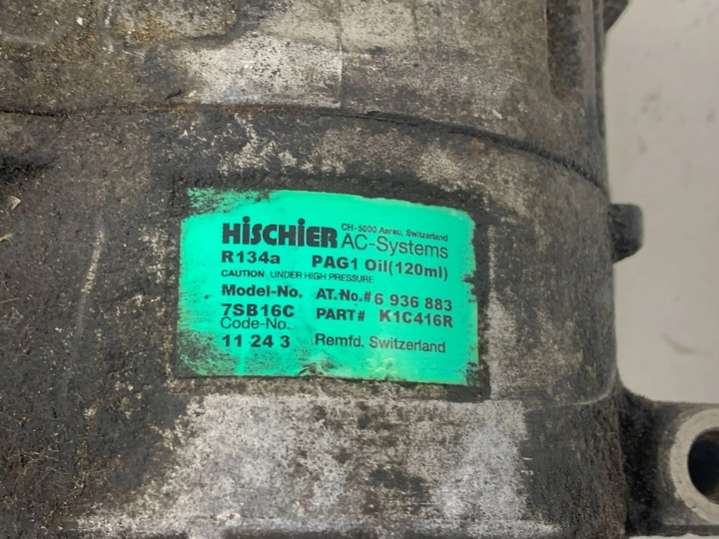 HiSCHiER CH-5000 Aarau, Switzerland
AC-Systems
R134a PAG1 Oil(120ml)
CAUTION UNDER HIGH PRESSURE
Model-No. AT.No.# 6 936 883
7SB16C PART# K1C416R
Code-No.
11 24 3 Remfd. Switzerland